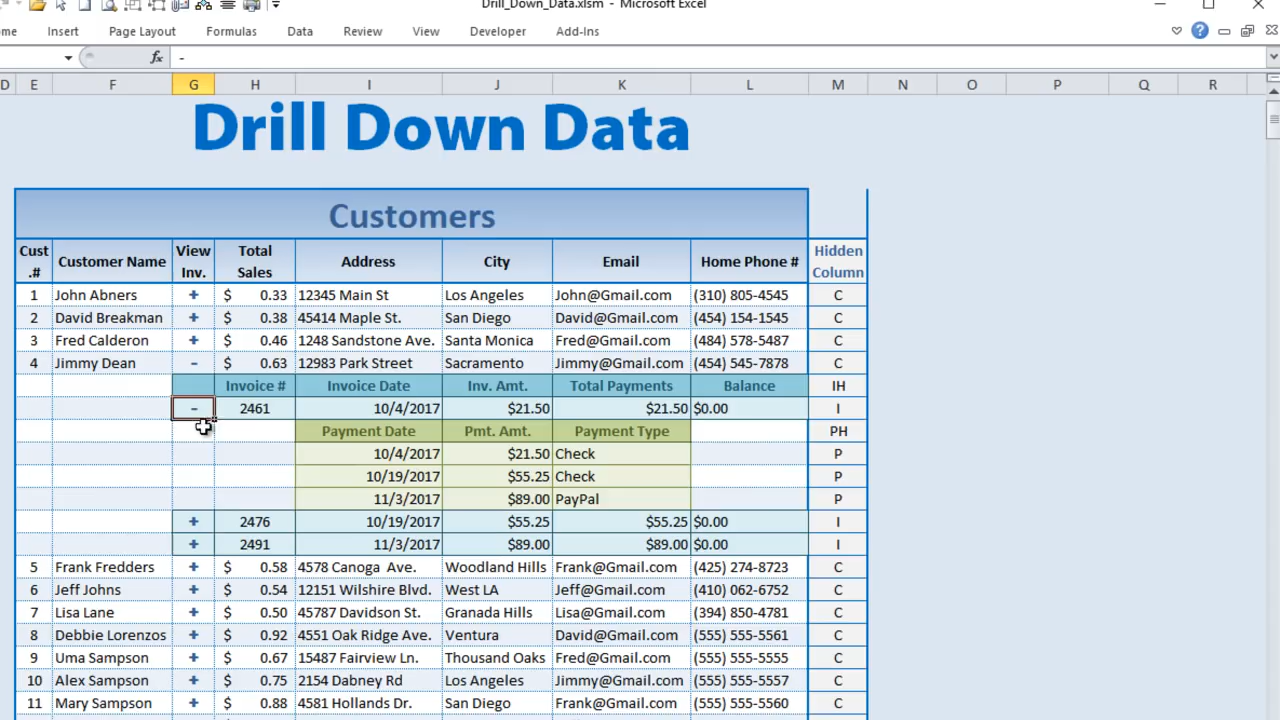 Drill_Down_Data.xlsm - Microsoft Excel
Insert Page Layout Formulas Data Review View Developer Add-Ins
fx -
D E F G H I J K L M N O P Q R
Drill Down Data
Customers
Cust .# Customer Name View Inv. Total Sales Address City Email Home Phone # Hidden Column
1 John Abners + $ 0.33 12345 Main St Los Angeles John@Gmail.com (310) 805-4545 C
2 David Breakman + $ 0.38 45414 Maple St. San Diego David@Gmail.com (454) 154-1545 C
3 Fred Calderon + $ 0.46 1248 Sandstone Ave. Santa Monica Fred@Gmail.com (484) 578-5487 C
4 Jimmy Dean - $ 0.63 12983 Park Street Sacramento Jimmy@Gmail.com (454) 545-7878 C
Invoice # Invoice Date Inv. Amt. Total Payments Balance IH
- 2461 10/4/2017 $21.50 $21.50 $0.00 I
Payment Date Pmt. Amt. Payment Type PH
10/4/2017 $21.50 Check P
10/19/2017 $55.25 Check P
11/3/2017 $89.00 PayPal P
+ 2476 10/19/2017 $55.25 $55.25 $0.00 I
+ 2491 11/3/2017 $89.00 $89.00 $0.00 I
5 Frank Fredders + $ 0.58 4578 Canoga Ave. Woodland Hills Frank@Gmail.com (425) 274-8723 C
6 Jeff Johns + $ 0.54 12151 Wilshire Blvd. West LA Jeff@Gmail.com (410) 062-6752 C
7 Lisa Lane + $ 0.50 45787 Davidson St. Granada Hills Lisa@Gmail.com (394) 850-4781 C
8 Debbie Lorenzos + $ 0.92 4551 Oak Ridge Ave. Ventura David@Gmail.com (555) 555-5561 C
9 Uma Sampson + $ 0.67 15487 Fairview Ln. Thousand Oaks Fred@Gmail.com (555) 555-5555 C
10 Alex Sampson + $ 0.75 2154 Dabney Rd Los Angeles Jimmy@Gmail.com (555) 555-5557 C
11 Mary Sampson + $ 0.88 4581 Hollands Dr. San Diego Frank@Gmail.com (555) 555-5560 C